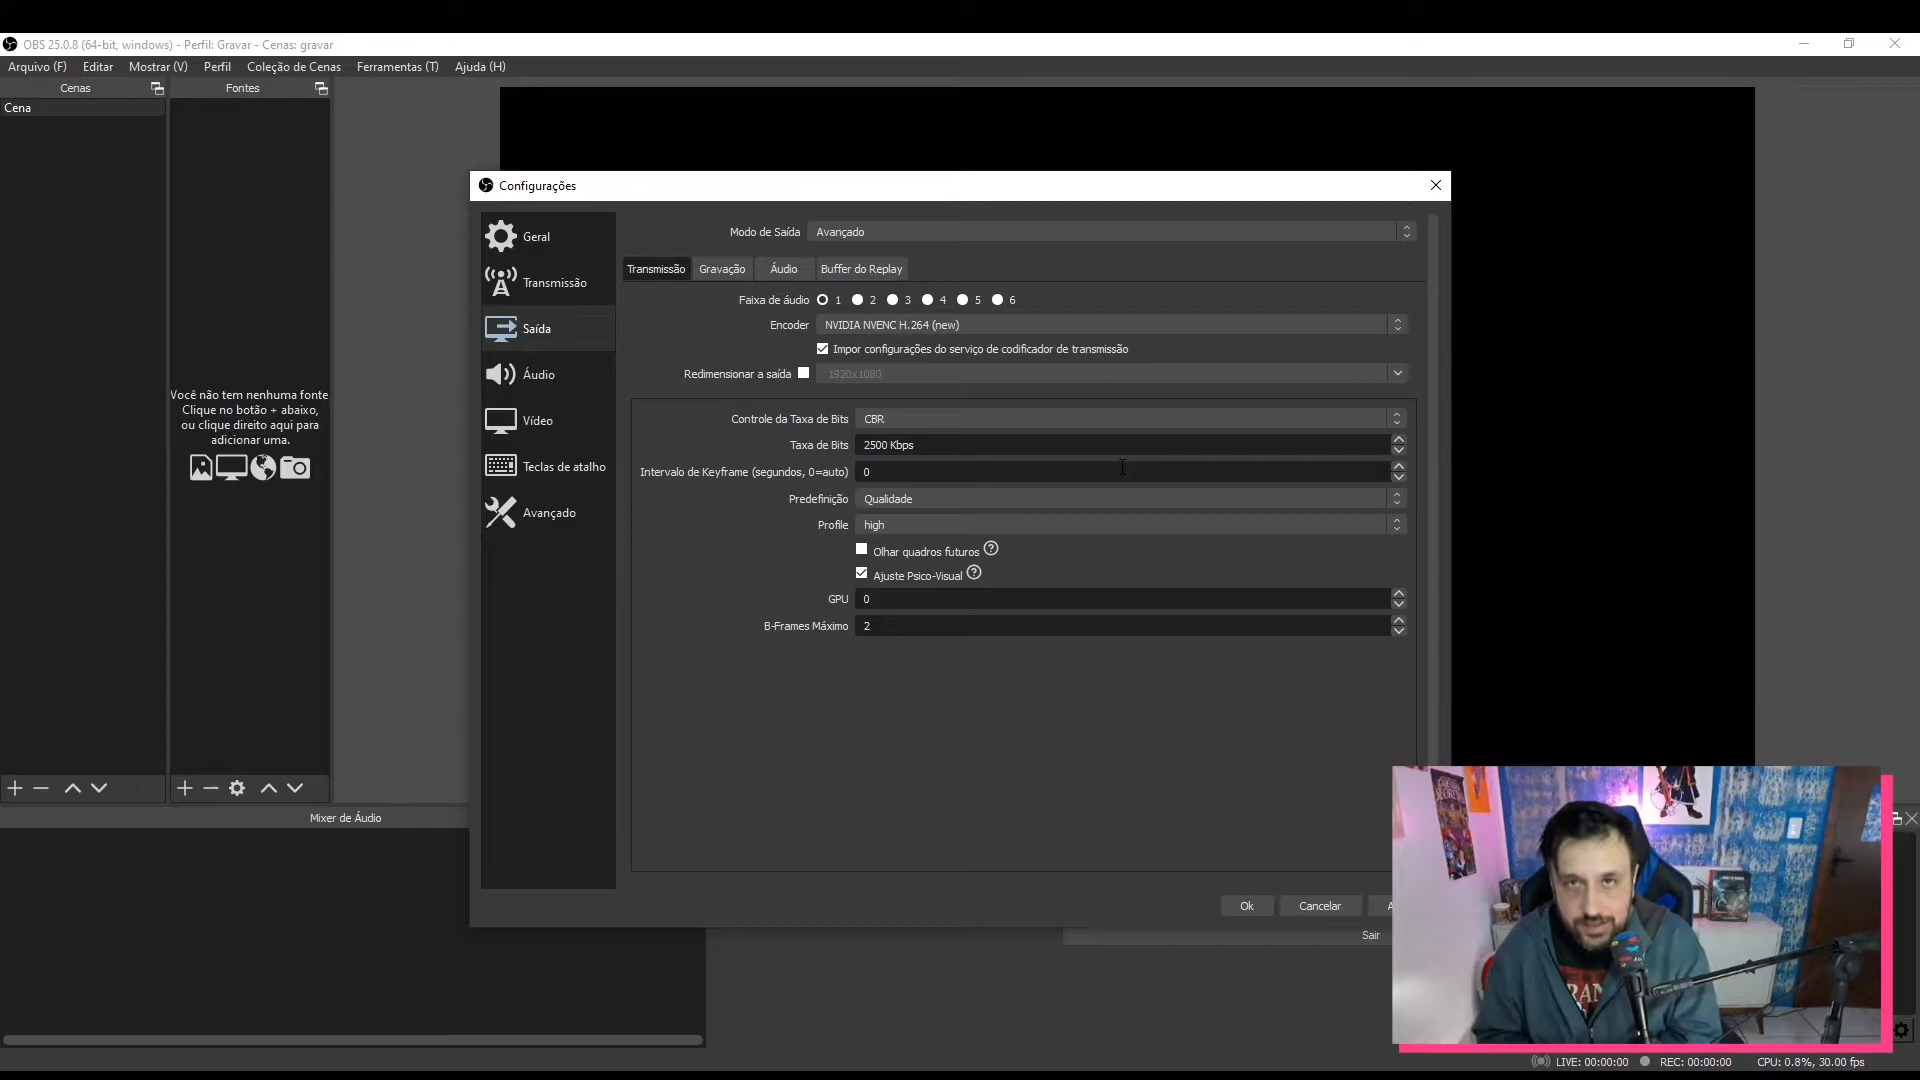 OBS 25.0.8 (64-bit, windows) - Perfil: Gravar - Cenas: gravar
Arquivo (F) Editar Mostrar (V) Perfil Coleção de Cenas Ferramentas (T) Ajuda (H)
Cenas
Fontes
Cena
Você não tem nenhuma fonte
Clique no botão + abaixo,
ou clique direito aqui para
adicionar uma.
Mixer de Áudio
Configurações
Geral
Transmissão
Saída
Áudio
Vídeo
Teclas de atalho
Avançado
Modo de Saída Avançado
Transmissão Gravação Áudio Buffer do Replay
Faixa de áudio 1 2 3 4 5 6
Encoder NVIDIA NVENC H.264 (new)
Impor configurações do serviço de codificador de transmissão
Redimensionar a saída 1920x1080
Controle da Taxa de Bits CBR
Taxa de Bits 2500 Kbps
Intervalo de Keyframe (segundos, 0=auto) 0
Predefinição Qualidade
Profile high
Olhar quadros futuros ?
Ajuste Psico-Visual ?
GPU 0
B-Frames Máximo 2
Ok Cancelar A
Sair
LIVE: 00:00:00 REC: 00:00:00 CPU: 0.8%, 30.00 fps